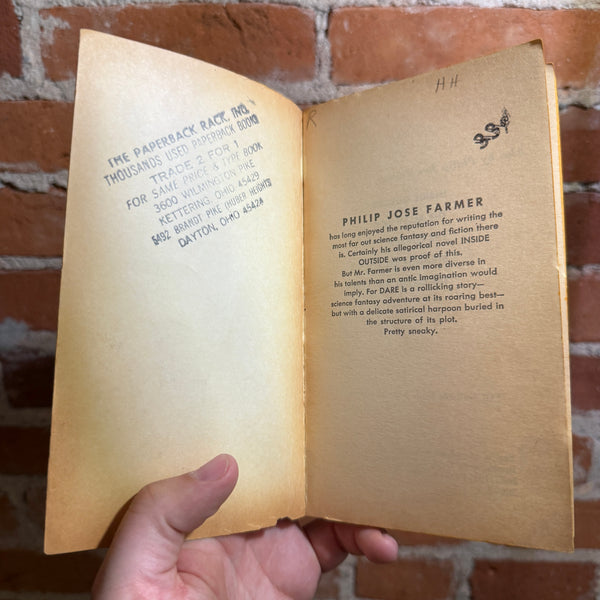 THE PAPERBACK RACK, INC.
THOUSANDS USED PAPERBACK BOOKS
TRADE 2 FOR 1
FOR SAME PRICE & TYPE BOOK
3600 WILMINGTON PIKE
KETTERING, OHIO 45429
5492 BRANDT PIKE (HUBER HEIGHTS)
DAYTON, OHIO 45424
HH
R
PHILIP JOSE FARMER
has long enjoyed the reputation for writing the
most far out science fantasy and fiction there
is. Certainly his allegorical novel INSIDE
OUTSIDE was proof of this.
But Mr. Farmer is even more diverse in
his talents than an antic imagination would
imply. For DARE is a rollicking story—
science fantasy adventure at its roaring best—
but with a delicate satirical harpoon buried in
the structure of its plot.
Pretty sneaky.